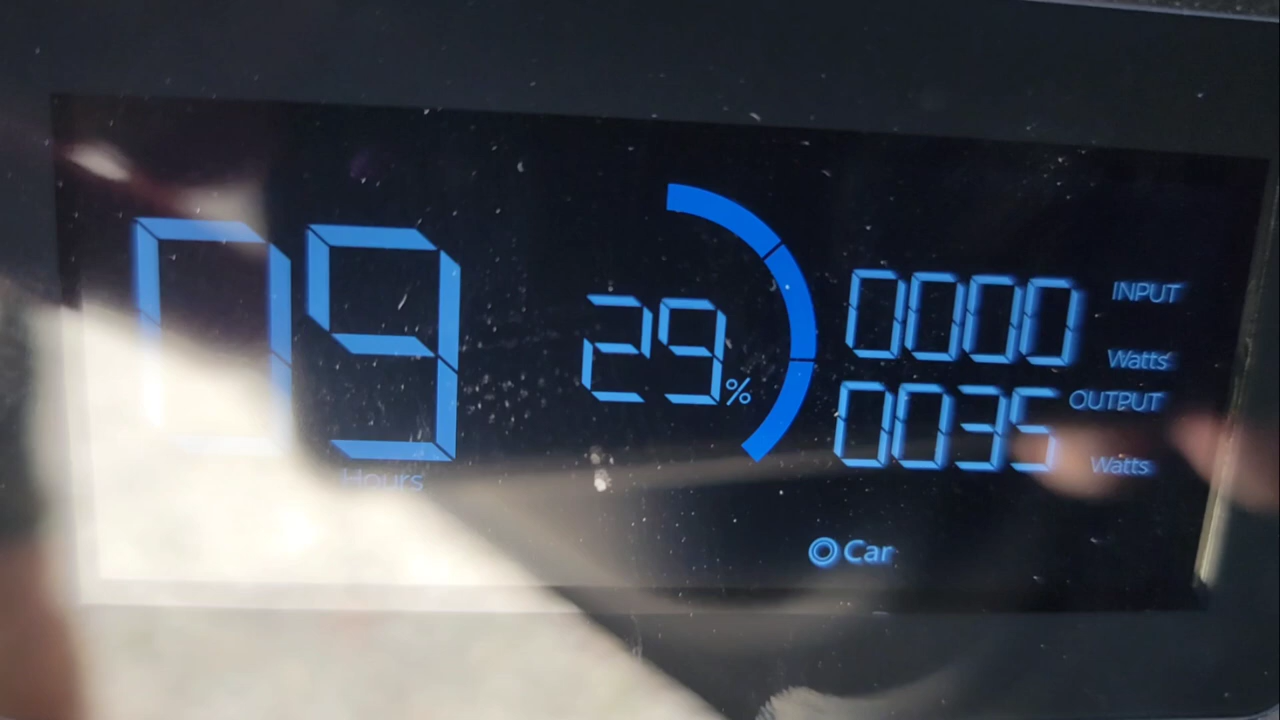 09
Hours
29%
0000 INPUT
Watts
0035 OUTPUT
Watts
Car